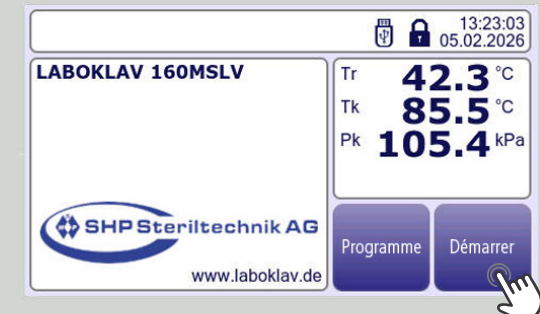 13:23:03
05.02.2026
LABOKLAV 160MSLV
Tr 42.3 °C
Tk 85.5 °C
Pk 105.4 kPa
SHP Steriltechnik AG
www.laboklav.de
Programme
Démarrer